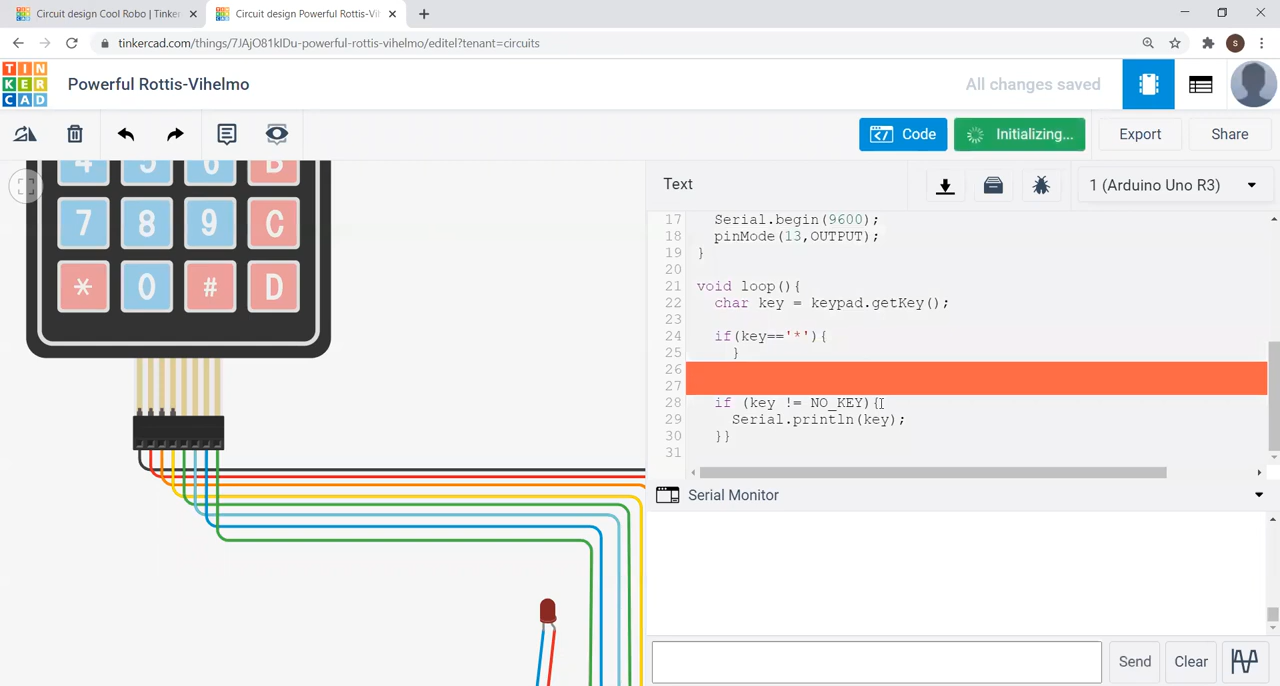 Circuit design Cool Robo | Tinker
Circuit design Powerful Rottis-Vi
tinkercad.com/things/7JAjO81kIDu-powerful-rottis-vihelmo/editel?tenant=circuits
s
TIN
KER
CAD
Powerful Rottis-Vihelmo
All changes saved
Code
Initializing...
Export
Share
Text
1 (Arduino Uno R3)
4 5 6 B
7 8 9 C
* 0 # D
17 Serial.begin(9600);
18 pinMode(13,OUTPUT);
19 }
20
21 void loop(){
22 char key = keypad.getKey();
23
24 if(key=='*'){
25 }
26
27
28 if (key != NO_KEY){
29 Serial.println(key);
30 }}
31
Serial Monitor
Send
Clear